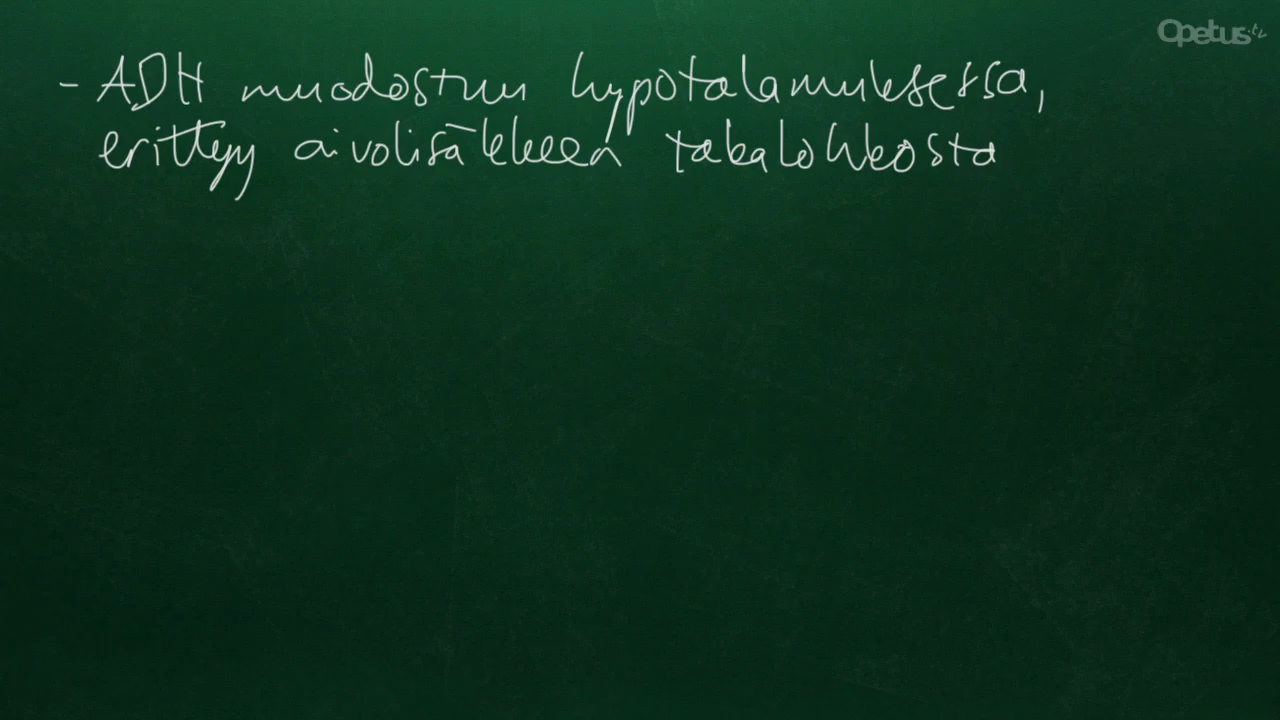 Opetus.tv
- ADH muodostuu hypotalamuksessa,
erittyy aivolisäkkeen takalohkosta